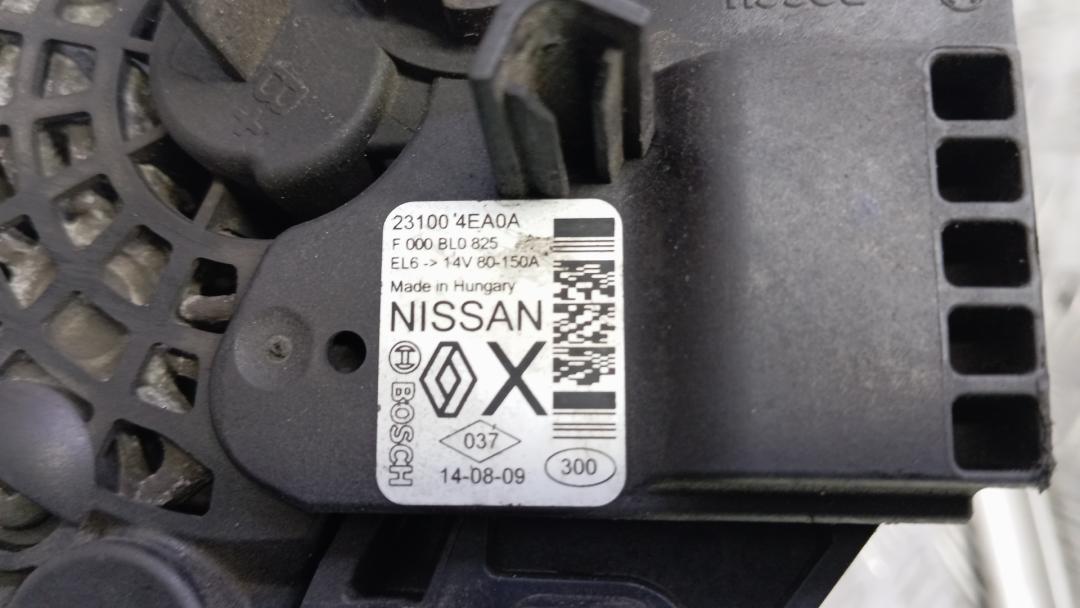 BOSCH
B+
23100 4EA0A
F 000 BL0 825
EL6 -> 14V 80-150A
Made in Hungary
NISSAN
X
BOSCH
037
14-08-09
300